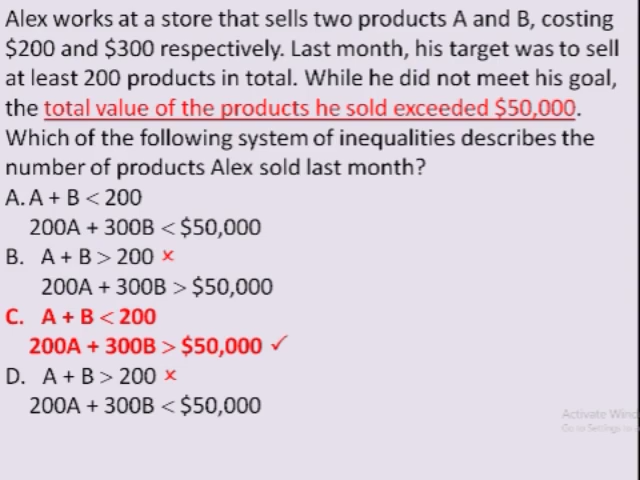 Alex works at a store that sells two products A and B, costing
$200 and $300 respectively. Last month, his target was to sell
at least 200 products in total. While he did not meet his goal,
the total value of the products he sold exceeded $50,000.
Which of the following system of inequalities describes the
number of products Alex sold last month?
A. A + B < 200
200A + 300B < $50,000
B. A + B > 200 ×
200A + 300B > $50,000
C. A + B < 200
200A + 300B > $50,000 ✓
D. A + B > 200 ×
200A + 300B < $50,000
Activate Wind
Go to Settings to